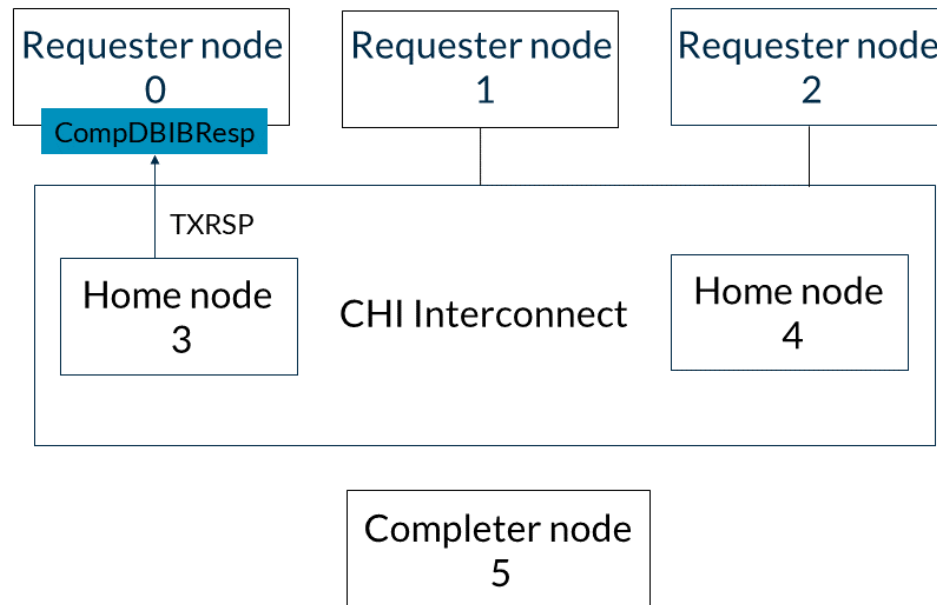 Requester node
0
Requester node
1
Requester node
2
CompDBIBResp
TXRSP
Home node
3
CHI Interconnect
Home node
4
Completer node
5